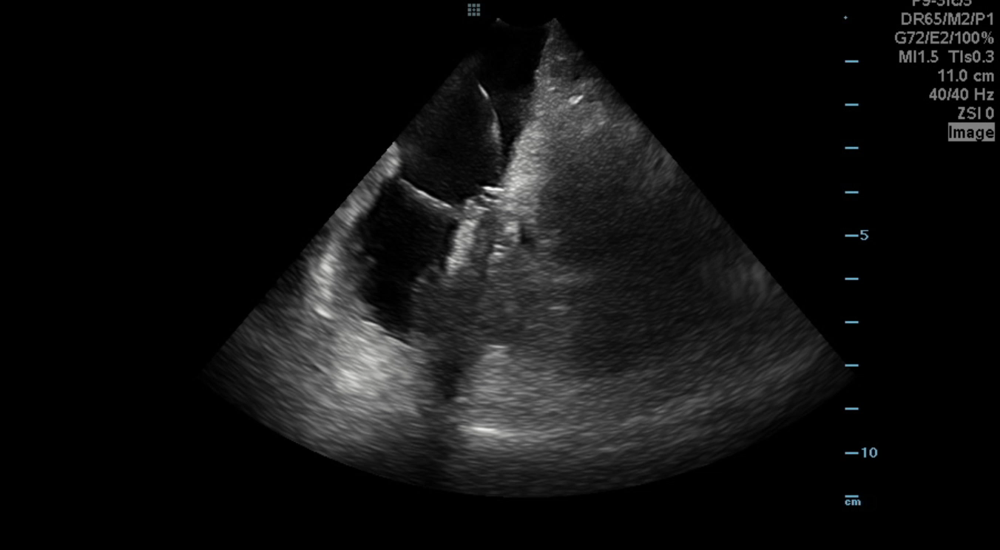 DR65/M2/P1
G72/E2/100%
MI1.5 TIs0.3
11.0 cm
40/40 Hz
ZSI 0
Image
5
10
cm